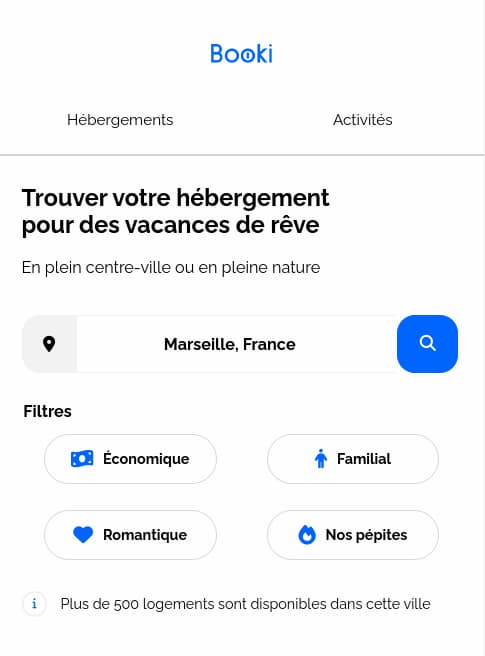 Booki
Hébergements
Activités
Trouver votre hébergement
pour des vacances de rêve
En plein centre-ville ou en pleine nature
Marseille, France
Filtres
Économique
Familial
Romantique
Nos pépites
i
Plus de 500 logements sont disponibles dans cette ville